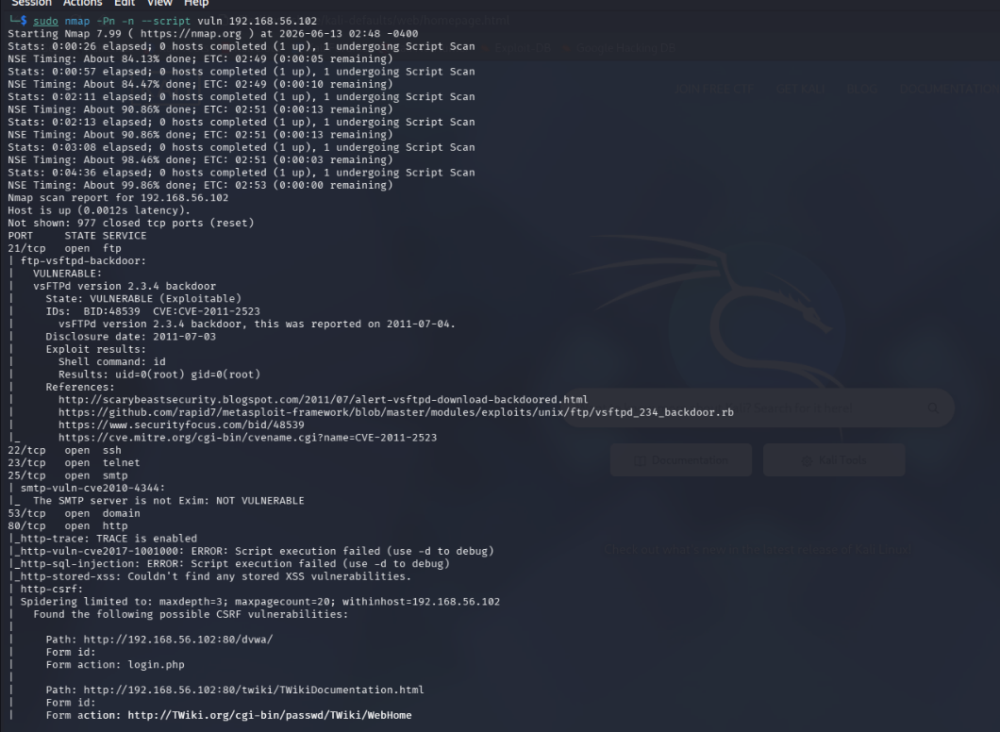 Session Actions Edit View Help
└─$ sudo nmap -Pn -n --script vuln 192.168.56.102
Starting Nmap 7.99 ( https://nmap.org ) at 2026-06-13 02:48 -0400
Stats: 0:00:26 elapsed; 0 hosts completed (1 up), 1 undergoing Script Scan
NSE Timing: About 84.13% done; ETC: 02:49 (0:00:05 remaining)
Stats: 0:00:57 elapsed; 0 hosts completed (1 up), 1 undergoing Script Scan
NSE Timing: About 84.47% done; ETC: 02:49 (0:00:10 remaining)
Stats: 0:02:11 elapsed; 0 hosts completed (1 up), 1 undergoing Script Scan
NSE Timing: About 90.86% done; ETC: 02:51 (0:00:13 remaining)
Stats: 0:02:13 elapsed; 0 hosts completed (1 up), 1 undergoing Script Scan
NSE Timing: About 90.86% done; ETC: 02:51 (0:00:13 remaining)
Stats: 0:03:08 elapsed; 0 hosts completed (1 up), 1 undergoing Script Scan
NSE Timing: About 98.46% done; ETC: 02:51 (0:00:03 remaining)
Stats: 0:04:36 elapsed; 0 hosts completed (1 up), 1 undergoing Script Scan
NSE Timing: About 99.86% done; ETC: 02:53 (0:00:00 remaining)
Nmap scan report for 192.168.56.102
Host is up (0.0012s latency).
Not shown: 977 closed tcp ports (reset)
PORT     STATE SERVICE
21/tcp   open  ftp
| ftp-vsftpd-backdoor:
|   VULNERABLE:
|   vsFTPd version 2.3.4 backdoor
|     State: VULNERABLE (Exploitable)
|     IDs:  BID:48539  CVE:CVE-2011-2523
|       vsFTPd version 2.3.4 backdoor, this was reported on 2011-07-04.
|     Disclosure date: 2011-07-03
|     Exploit results:
|       Shell command: id
|       Results: uid=0(root) gid=0(root)
|     References:
|       http://scarybeastsecurity.blogspot.com/2011/07/alert-vsftpd-download-backdoored.html
|       https://github.com/rapid7/metasploit-framework/blob/master/modules/exploits/unix/ftp/vsftpd_234_backdoor.rb
|       https://www.securityfocus.com/bid/48539
|_      https://cve.mitre.org/cgi-bin/cvename.cgi?name=CVE-2011-2523
22/tcp   open  ssh
23/tcp   open  telnet
25/tcp   open  smtp
| smtp-vuln-cve2010-4344:
|_  The SMTP server is not Exim: NOT VULNERABLE
53/tcp   open  domain
80/tcp   open  http
|_http-trace: TRACE is enabled
|_http-vuln-cve2017-1001000: ERROR: Script execution failed (use -d to debug)
|_http-sql-injection: ERROR: Script execution failed (use -d to debug)
|_http-stored-xss: Couldn't find any stored XSS vulnerabilities.
| http-csrf:
| Spidering limited to: maxdepth=3; maxpagecount=20; withinhost=192.168.56.102
|   Found the following possible CSRF vulnerabilities:
|
|     Path: http://192.168.56.102:80/dvwa/
|     Form id:
|     Form action: login.php
|
|     Path: http://192.168.56.102:80/twiki/TWikiDocumentation.html
|     Form id:
|     Form action: http://TWiki.org/cgi-bin/passwd/TWiki/WebHome
Documentation
Kali Tools